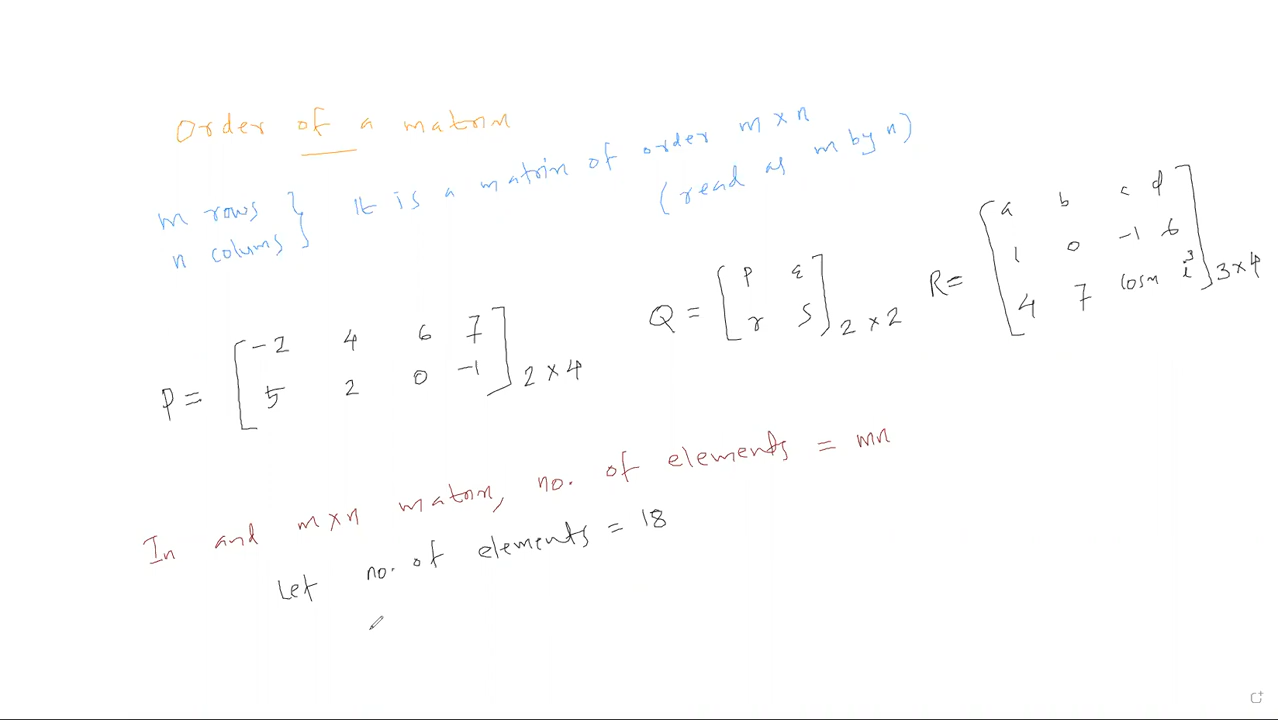 Order of a matrix
m rows } It is a matrix of order m × n
n colums } (read as m by n)
P = [ -2 4 6 7
5 2 0 -1 ] 2 × 4
Q = [ p q
r s ] 2 × 2
R = [ a b c d
1 0 -1 6
4 7 cosx i³ ] 3 × 4
In and m×n matrix, no. of elements = mn
Let no. of elements = 18